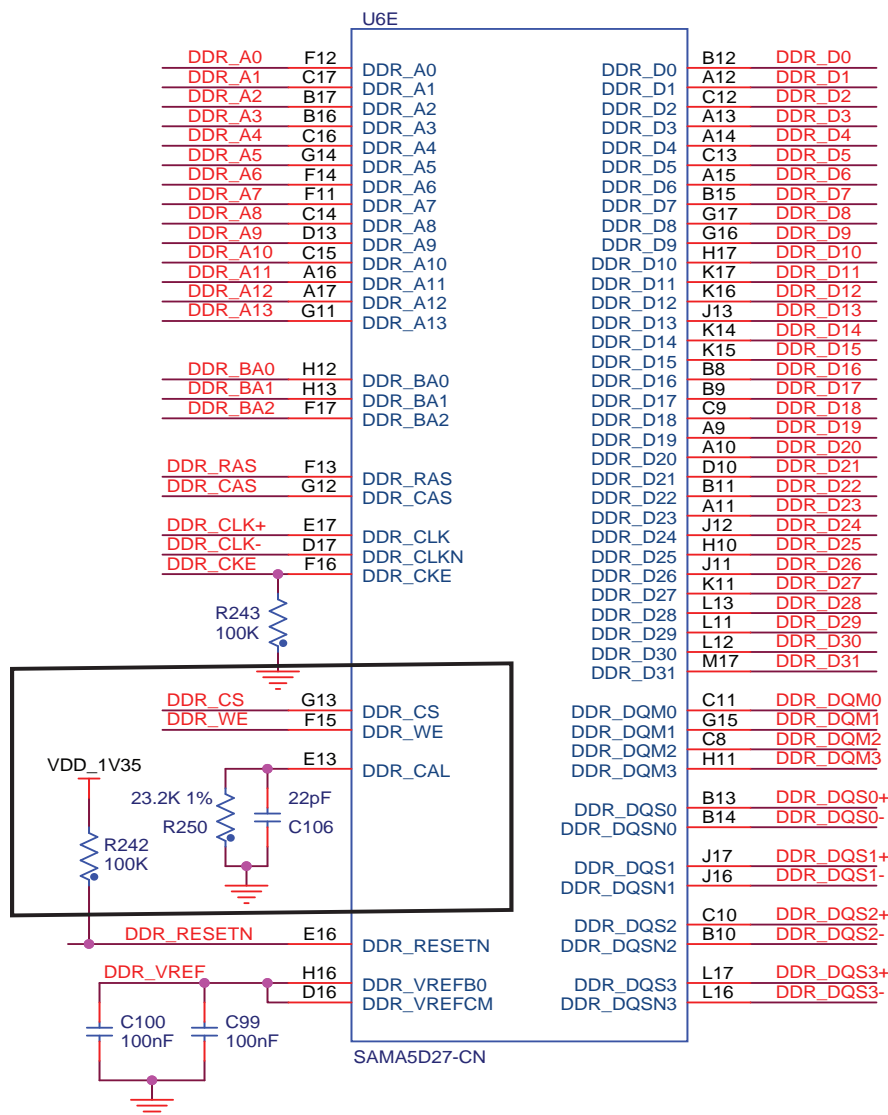 U6E
DDR_A0 F12 DDR_A0 DDR_D0 B12 DDR_D0
DDR_A1 C17 DDR_A1 DDR_D1 A12 DDR_D1
DDR_A2 B17 DDR_A2 DDR_D2 C12 DDR_D2
DDR_A3 B16 DDR_A3 DDR_D3 A13 DDR_D3
DDR_A4 C16 DDR_A4 DDR_D4 A14 DDR_D4
DDR_A5 G14 DDR_A5 DDR_D5 C13 DDR_D5
DDR_A6 F14 DDR_A6 DDR_D6 A15 DDR_D6
DDR_A7 F11 DDR_A7 DDR_D7 B15 DDR_D7
DDR_A8 C14 DDR_A8 DDR_D8 G17 DDR_D8
DDR_A9 D13 DDR_A9 DDR_D9 G16 DDR_D9
DDR_A10 C15 DDR_A10 DDR_D10 H17 DDR_D10
DDR_A11 A16 DDR_A11 DDR_D11 K17 DDR_D11
DDR_A12 A17 DDR_A12 DDR_D12 K16 DDR_D12
DDR_A13 G11 DDR_A13 DDR_D13 J13 DDR_D13
DDR_D14 K14 DDR_D14
DDR_D15 K15 DDR_D15
DDR_BA0 H12 DDR_BA0 DDR_D16 B8 DDR_D16
DDR_BA1 H13 DDR_BA1 DDR_D17 B9 DDR_D17
DDR_BA2 F17 DDR_BA2 DDR_D18 C9 DDR_D18
DDR_D19 A9 DDR_D19
DDR_D20 A10 DDR_D20
DDR_RAS F13 DDR_RAS DDR_D21 D10 DDR_D21
DDR_CAS G12 DDR_CAS DDR_D22 B11 DDR_D22
DDR_D23 A11 DDR_D23
DDR_CLK+ E17 DDR_CLK DDR_D24 J12 DDR_D24
DDR_CLK- D17 DDR_CLKN DDR_D25 H10 DDR_D25
DDR_CKE F16 DDR_CKE DDR_D26 J11 DDR_D26
DDR_D27 K11 DDR_D27
R243 DDR_D28 L13 DDR_D28
100K DDR_D29 L11 DDR_D29
DDR_D30 L12 DDR_D30
DDR_D31 M17 DDR_D31
DDR_CS G13 DDR_CS DDR_DQM0 C11 DDR_DQM0
DDR_WE F15 DDR_WE DDR_DQM1 G15 DDR_DQM1
DDR_DQM2 C8 DDR_DQM2
VDD_1V35 E13 DDR_CAL DDR_DQM3 H11 DDR_DQM3
23.2K 1% 22pF DDR_DQS0 B13 DDR_DQS0+
R250 C106 DDR_DQSN0 B14 DDR_DQS0-
R242
100K DDR_DQS1 J17 DDR_DQS1+
DDR_DQSN1 J16 DDR_DQS1-
DDR_DQS2 C10 DDR_DQS2+
DDR_RESETN E16 DDR_RESETN DDR_DQSN2 B10 DDR_DQS2-
DDR_VREF H16 DDR_VREFB0 DDR_DQS3 L17 DDR_DQS3+
D16 DDR_VREFCM DDR_DQSN3 L16 DDR_DQS3-
C100 C99
100nF 100nF
SAMA5D27-CN